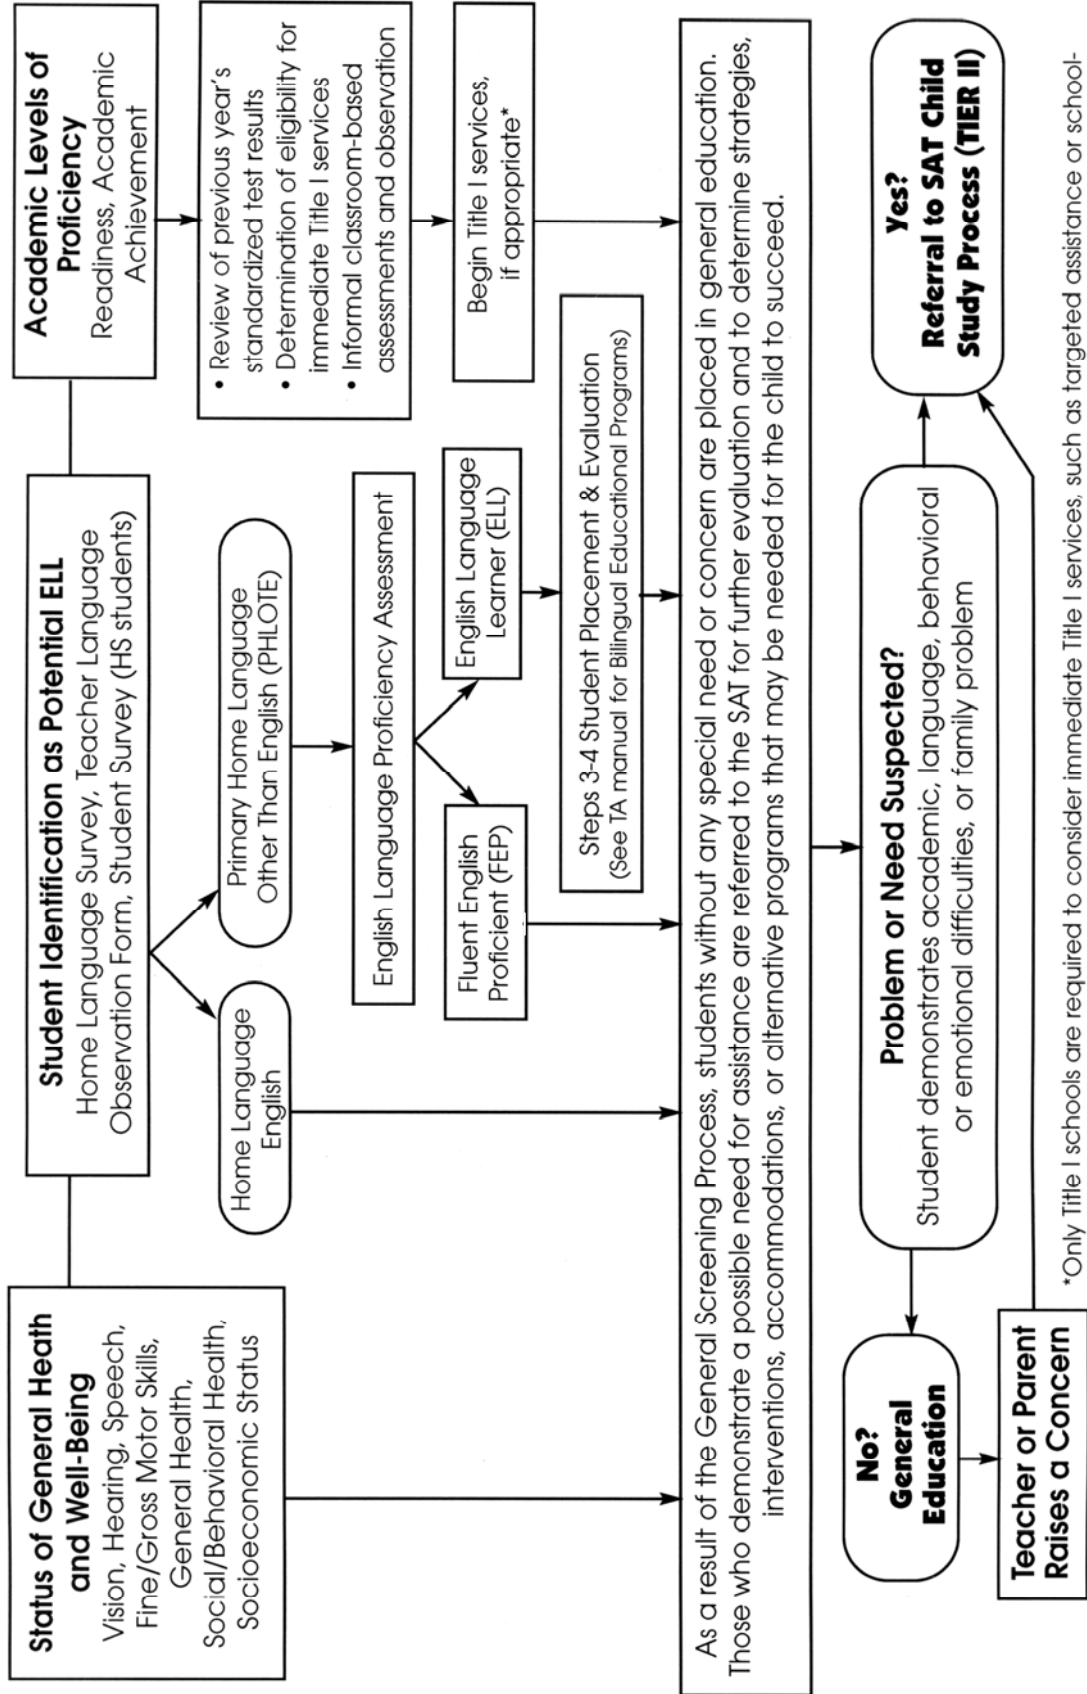 Status of General Heath
and Well-Being
Vision, Hearing, Speech,
Fine/Gross Motor Skills,
General Health,
Social/Behavioral Health,
Socioeconomic Status
Student Identification as Potential ELL
Home Language Survey, Teacher Language
Observation Form, Student Survey (HS students)
Academic Levels of
Proficiency
Readiness, Academic
Achievement
Home Language
English
Primary Home Language
Other Than English (PHLOTE)
• Review of previous year's
standardized test results
• Determination of eligibility for
immediate Title I services
• Informal classroom-based
assessments and observation
English Language Proficiency Assessment
Fluent English
Proficient (FEP)
English Language
Learner (ELL)
Begin Title I services,
if appropriate*
Steps 3-4 Student Placement & Evaluation
(See TA manual for Bilingual Educational Programs)
As a result of the General Screening Process, students without any special need or concern are placed in general education.
Those who demonstrate a possible need for assistance are referred to the SAT for further evaluation and to determine strategies,
interventions, accommodations, or alternative programs that may be needed for the child to succeed.
No?
General
Education
Problem or Need Suspected?
Student demonstrates academic, language, behavioral
or emotional difficulties, or family problem
Yes?
Referral to SAT Child
Study Process (TIER II)
Teacher or Parent
Raises a Concern
*Only Title I schools are required to consider immediate Title I services, such as targeted assistance or school-